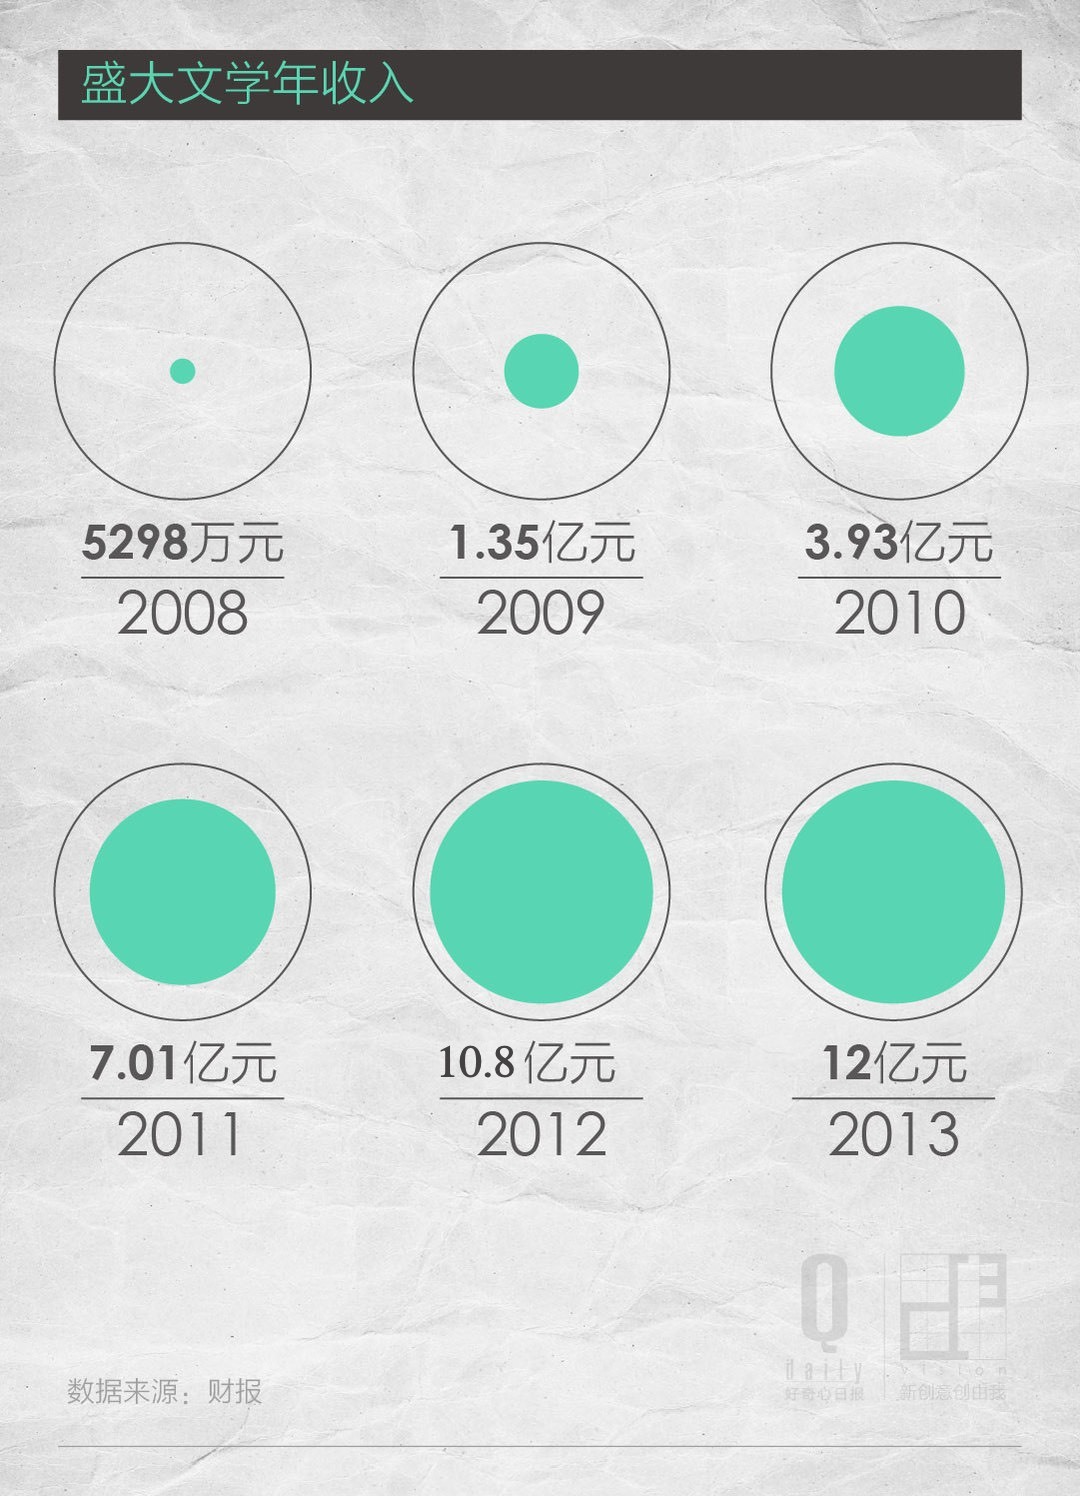 盛大文学年收入
5298万元 1.35亿元 3.93亿元
2008 2009 2010
7.01亿元 10.8亿元 12亿元
2011 2012 2013
Q
daily vision
好奇心日报 新创意创由我
数据来源：财报